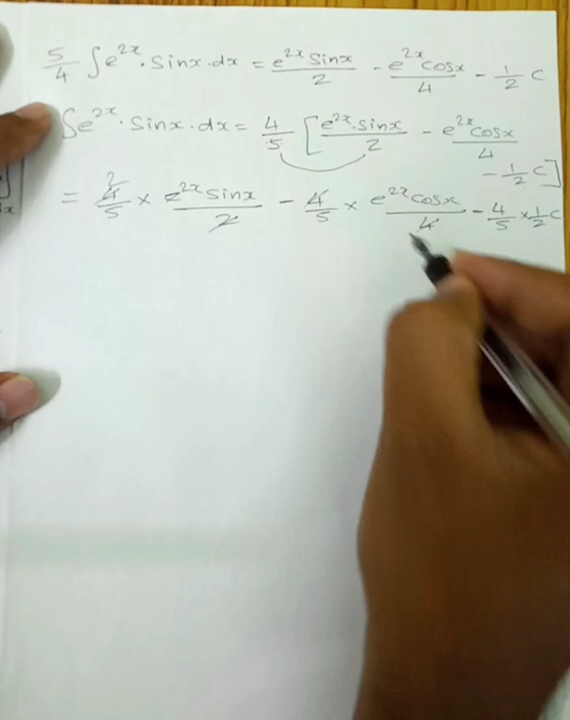 5/4 ∫e^2x · sinx · dx = e^2x sinx/2 - e^2x cosx/4 - 1/2 c
∫e^2x · sinx · dx = 4/5 [e^2x · sinx/2 - e^2x cosx/4 - 1/2 c]
= 4/5 × e^2x sinx/2 - 4/5 × e^2x cosx/4 - 4/5 × 1/2 c
2
x